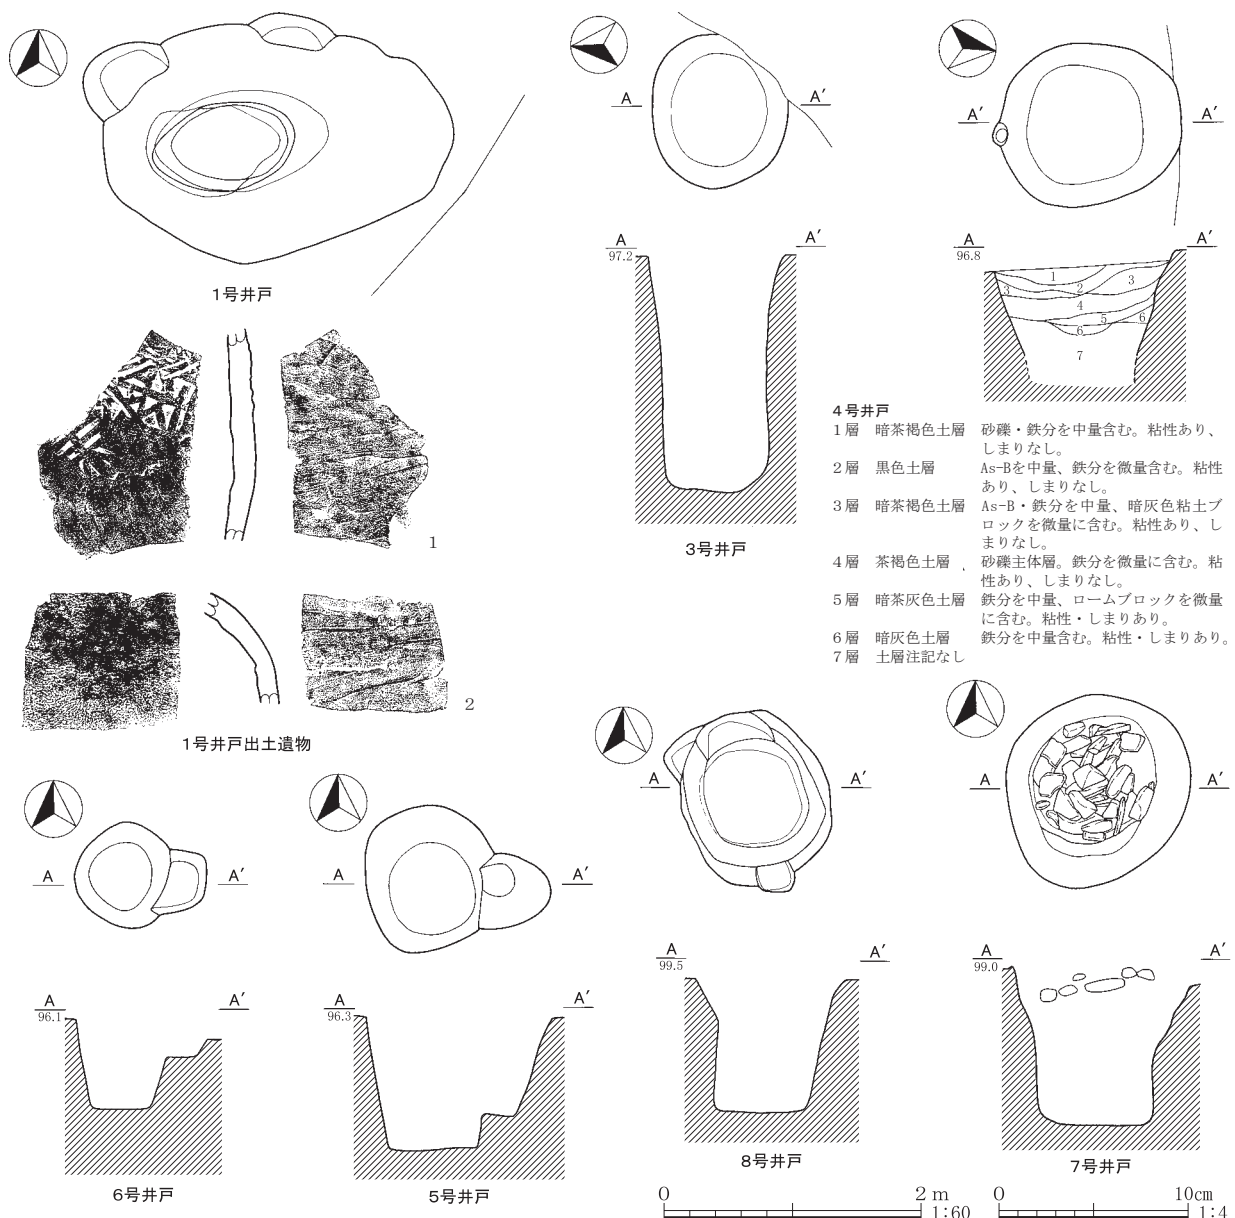 1号井戸
A A′
A
97.2
A′
3号井戸
A′ A′
A
96.8
A′
1
2
3
3
4
5
6
6
7
4号井戸
1層 暗茶褐色土層 砂礫・鉄分を中量含む。粘性あり、
しまりなし。
2層 黒色土層 As-Bを中量、鉄分を微量含む。粘性
あり、しまりなし。
3層 暗茶褐色土層 As-B・鉄分を中量、暗灰色粘土ブ
ロックを微量に含む。粘性あり、し
まりなし。
4層 茶褐色土層 砂礫主体層。鉄分を微量に含む。粘
性あり、しまりなし。
5層 暗茶灰色土層 鉄分を中量、ロームブロックを微量
に含む。粘性・しまりあり。
6層 暗灰色土層 鉄分を中量含む。粘性・しまりあり。
7層 土層注記なし
1
2
1号井戸出土遺物
A A′
A
96.1
A′
6号井戸
A A′
A
96.3
A′
5号井戸
A A′
A
99.5
A′
8号井戸
A A′
A
99.0
A′
7号井戸
0 2m
1:60
0 10cm
1:4